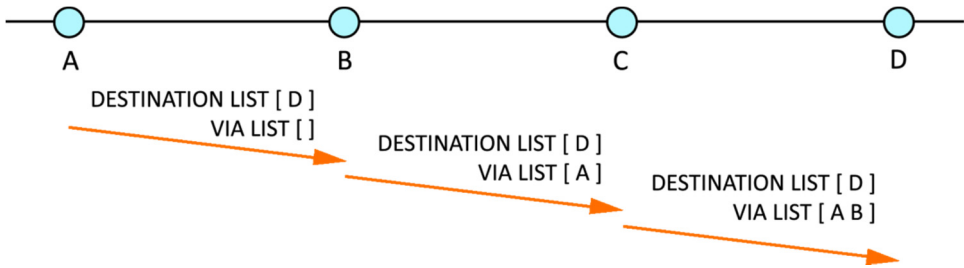 A B C D
DESTINATION LIST [ D ]
VIA LIST [ ]
DESTINATION LIST [ D ]
VIA LIST [ A ]
DESTINATION LIST [ D ]
VIA LIST [ A B ]